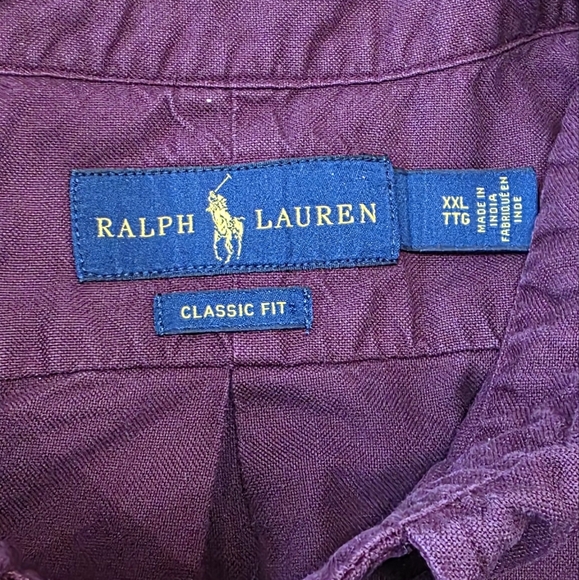 RALPH LAUREN
XXL
TTG
MADE IN
INDIA
FABRIQUÉ EN
INDE
CLASSIC FIT